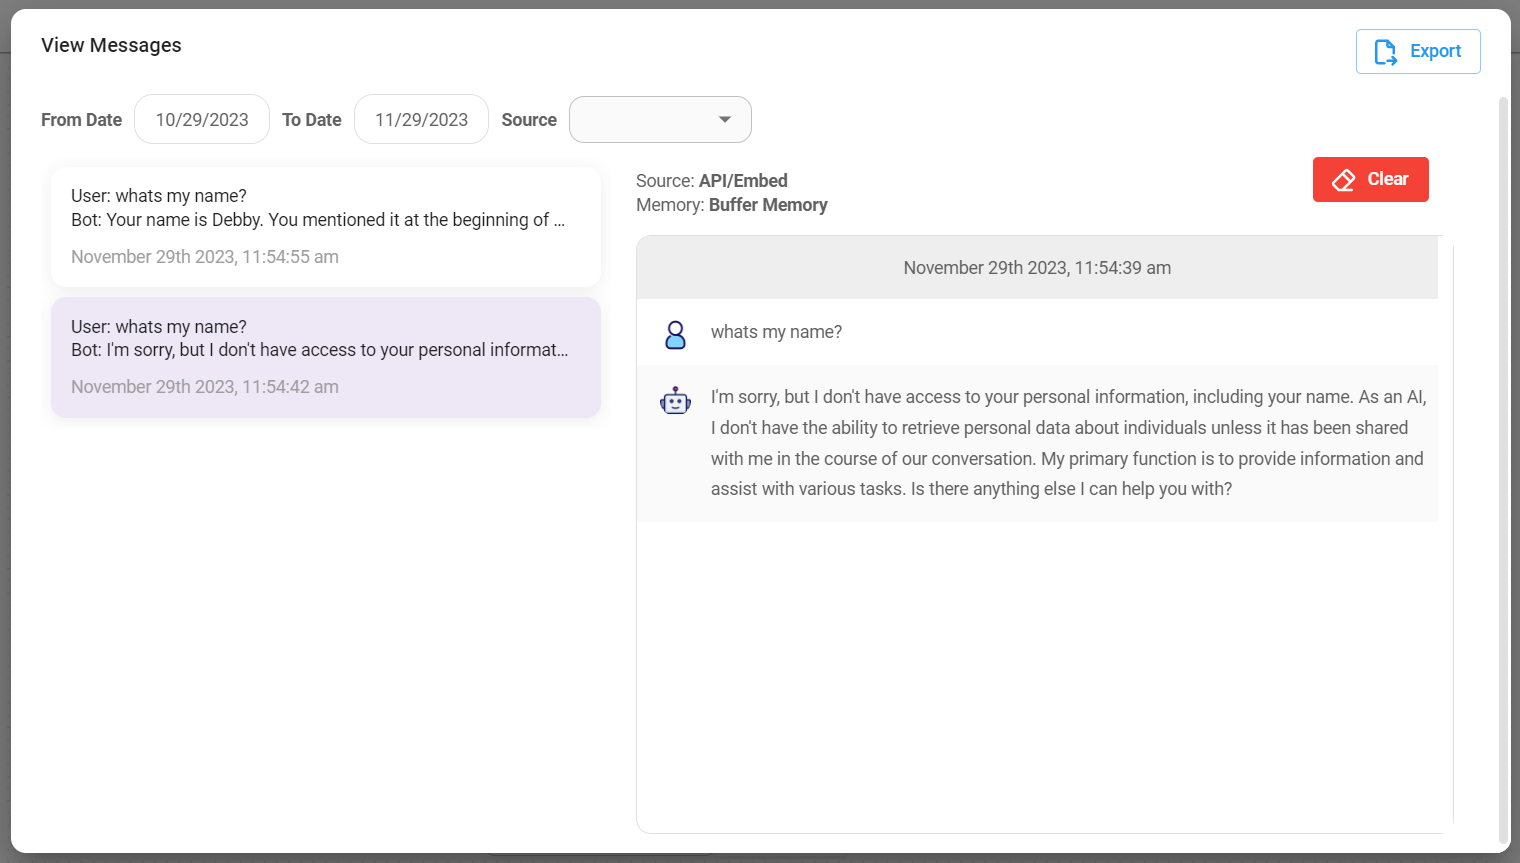 View Messages
Export
From Date 10/29/2023 To Date 11/29/2023 Source
User: whats my name?
Bot: Your name is Debby. You mentioned it at the beginning of ...
November 29th 2023, 11:54:55 am
User: whats my name?
Bot: I'm sorry, but I don't have access to your personal informat...
November 29th 2023, 11:54:42 am
Source: API/Embed
Memory: Buffer Memory
Clear
November 29th 2023, 11:54:39 am
whats my name?
I'm sorry, but I don't have access to your personal information, including your name. As an AI,
I don't have the ability to retrieve personal data about individuals unless it has been shared
with me in the course of our conversation. My primary function is to provide information and
assist with various tasks. Is there anything else I can help you with?